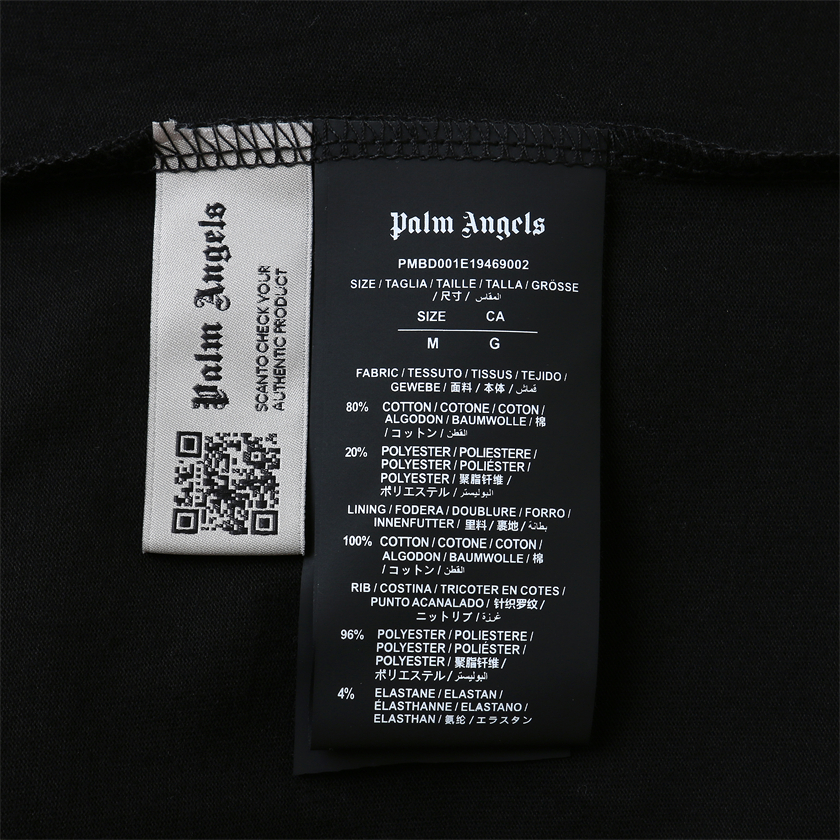 Palm Angels
SCAN TO CHECK YOUR
AUTHENTIC PRODUCT
Palm Angels
PMBD001E19469002
SIZE / TAGLIA / TAILLE / TALLA / GRÖSSE
/ 尺寸 / المقاس
SIZE CA
M G
FABRIC / TESSUTO / TISSUS / TEJIDO /
GEWEBE / 面料 / 本体 / قماش
80% COTTON / COTONE / COTON /
ALGODON / BAUMWOLLE / 棉
/ コットン / القطن
20% POLYESTER / POLIESTERE /
POLYESTER / POLIÉSTER /
POLYESTER / 聚脂钎维 /
ポリエステル / البوليستر
LINING / FODERA / DOUBLURE / FORRO /
INNENFUTTER / 里料 / 裏地 / بطانة
100% COTTON / COTONE / COTON /
ALGODON / BAUMWOLLE / 棉
/ コットン / القطن
RIB / COSTINA / TRICOTER EN COTES /
PUNTO ACANALADO / 针织罗纹 /
ニットリブ / غرزة
96% POLYESTER / POLIESTERE /
POLYESTER / POLIÉSTER /
POLYESTER / 聚脂钎维 /
ポリエステル / البوليستر
4% ELASTANE / ELASTAN /
ÉLASTHANNE / ELASTANO /
ELASTHAN / 氨纶 / エラスタン